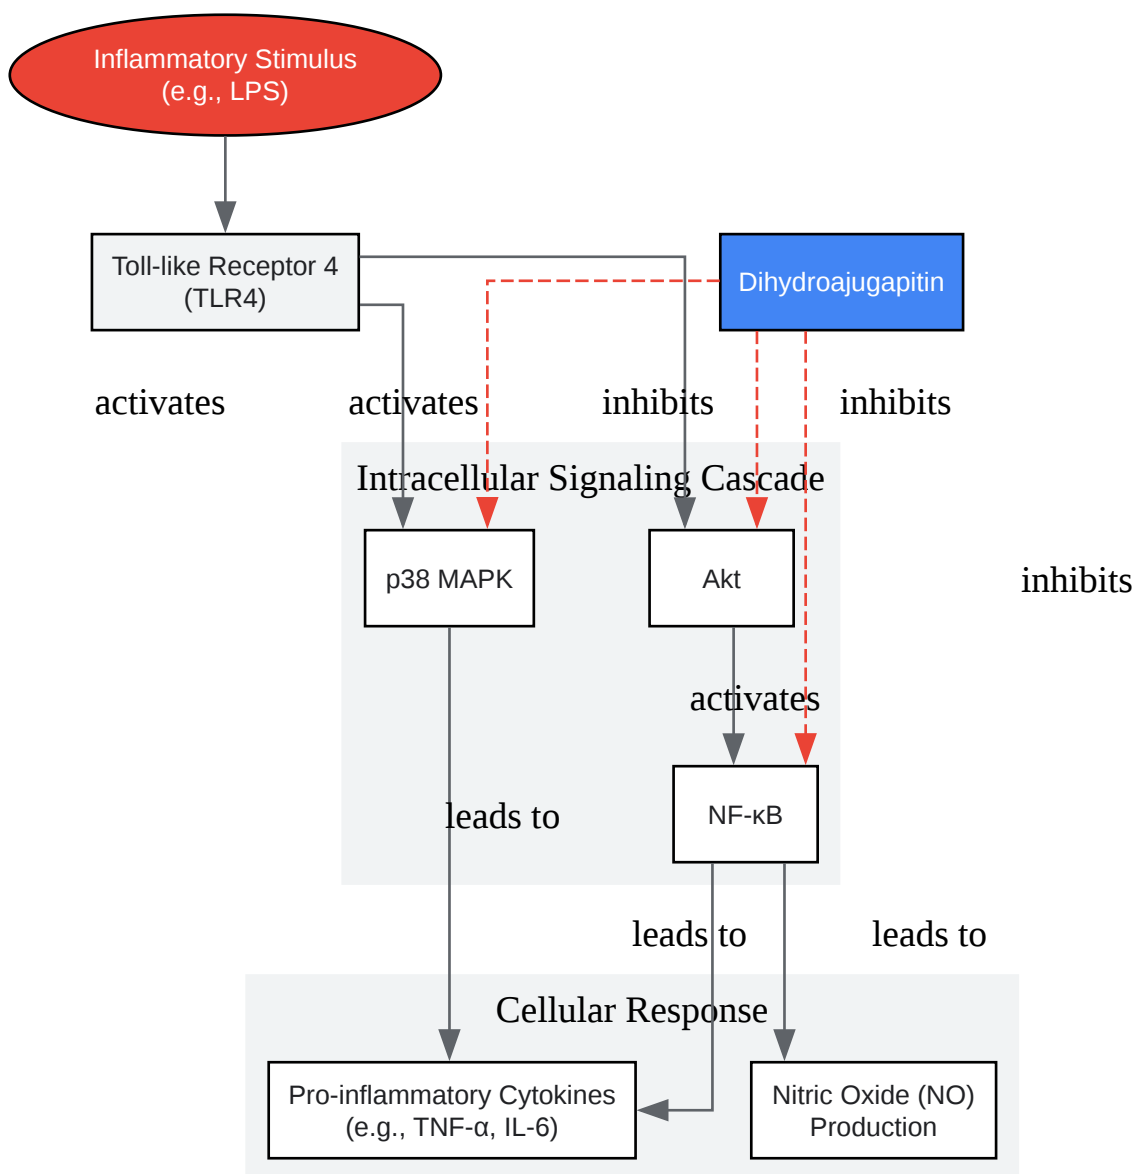 Inflammatory Stimulus
(e.g., LPS)
Toll-like Receptor 4
(TLR4)
Dihydroajugapitin
activates
activates
inhibits
inhibits
Intracellular Signaling Cascade
p38 MAPK
Akt
inhibits
activates
NF-κB
leads to
leads to
leads to
Cellular Response
Pro-inflammatory Cytokines
(e.g., TNF-α, IL-6)
Nitric Oxide (NO)
Production